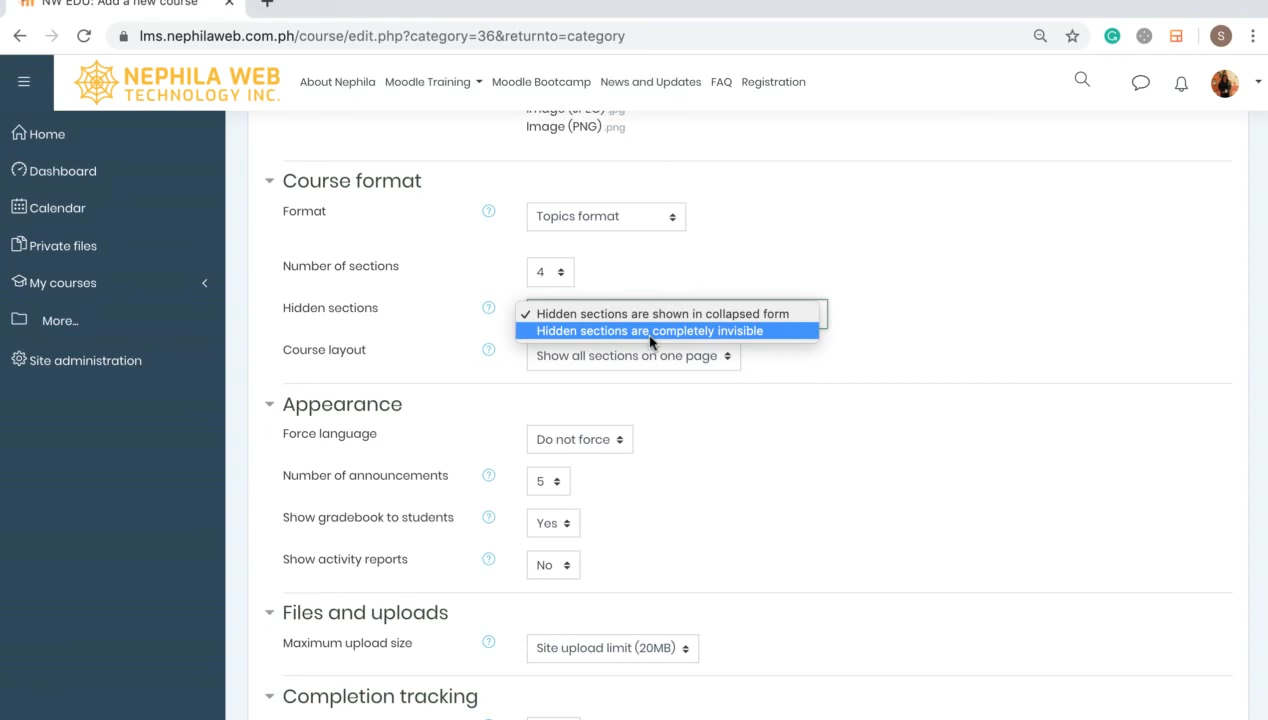 NW EDU: Add a new course
lms.nephilaweb.com.ph/course/edit.php?category=36&returnto=category
S
NEPHILA WEB
TECHNOLOGY INC.
About Nephila Moodle Training Moodle Bootcamp News and Updates FAQ Registration
Home
Dashboard
Calendar
Private files
My courses
More...
Site administration
Image (JPEG) .jpg
Image (PNG) .png
Course format
Format
Topics format
Number of sections
4
Hidden sections
Hidden sections are shown in collapsed form
Hidden sections are completely invisible
Course layout
Show all sections on one page
Appearance
Force language
Do not force
Number of announcements
5
Show gradebook to students
Yes
Show activity reports
No
Files and uploads
Maximum upload size
Site upload limit (20MB)
Completion tracking